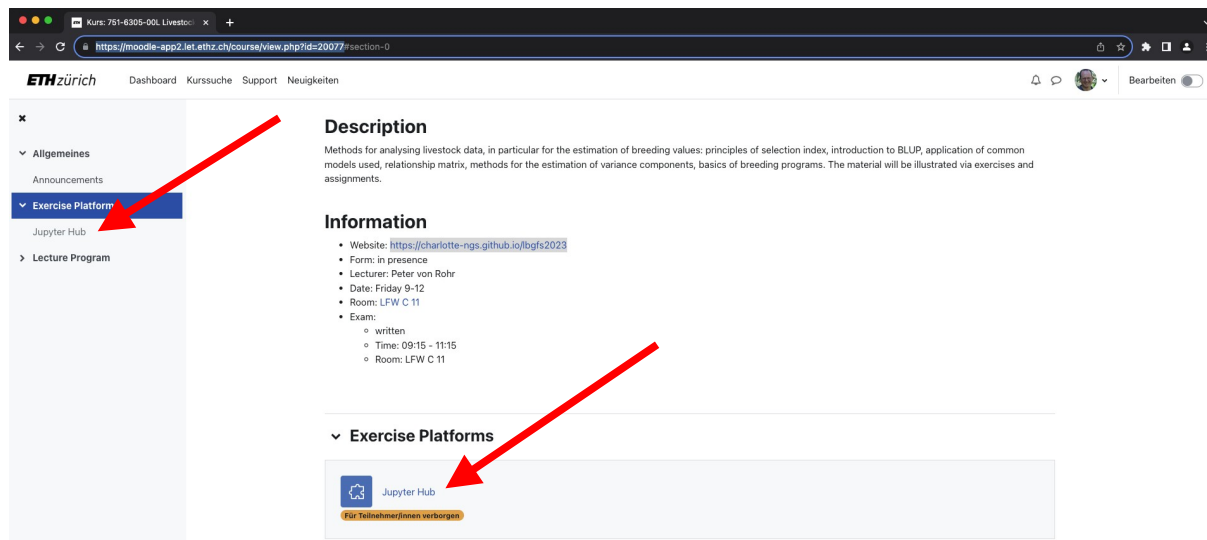 Kurs: 751-6305-00L Livestoc
https://moodle-app2.let.ethz.ch/course/view.php?id=20077#section-0
ETHzürich
Dashboard Kurssuche Support Neuigkeiten
Bearbeiten
Allgemeines
Announcements
Exercise Platform
Jupyter Hub
Lecture Program
Description
Methods for analysing livestock data, in particular for the estimation of breeding values: principles of selection index, introduction to BLUP, application of common
models used, relationship matrix, methods for the estimation of variance components, basics of breeding programs. The material will be illustrated via exercises and
assignments.
Information
• Website: https://charlotte-ngs.github.io/lbgfs2023
• Form: in presence
• Lecturer: Peter von Rohr
• Date: Friday 9-12
• Room: LFW C 11
• Exam:
◦ written
◦ Time: 09:15 - 11:15
◦ Room: LFW C 11
Exercise Platforms
Jupyter Hub
Für Teilnehmer/innen verborgen